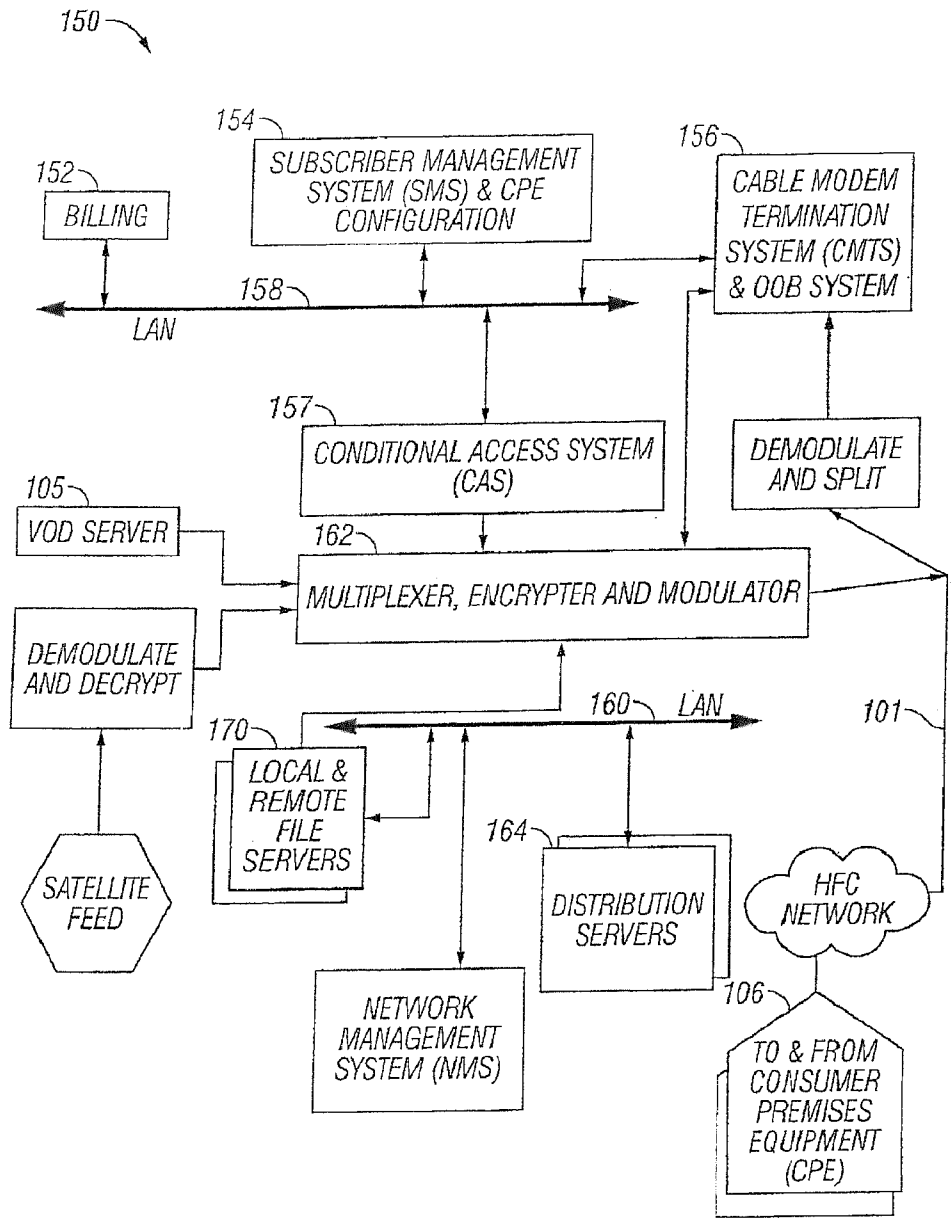 150
154
SUBSCRIBER MANAGEMENT
SYSTEM (SMS) & CPE
CONFIGURATION
156
CABLE MODEM
TERMINATION
SYSTEM (CMTS)
& OOB SYSTEM
152
BILLING
158
LAN
157
CONDITIONAL ACCESS SYSTEM
(CAS)
DEMODULATE
AND SPLIT
105
VOD SERVER
162
MULTIPLEXER, ENCRYPTER AND MODULATOR
DEMODULATE
AND DECRYPT
160
LAN
101
170
LOCAL &
REMOTE
FILE
SERVERS
164
DISTRIBUTION
SERVERS
SATELLITE
FEED
HFC
NETWORK
NETWORK
MANAGEMENT
SYSTEM (NMS)
106
TO & FROM
CONSUMER
PREMISES
EQUIPMENT
(CPE)